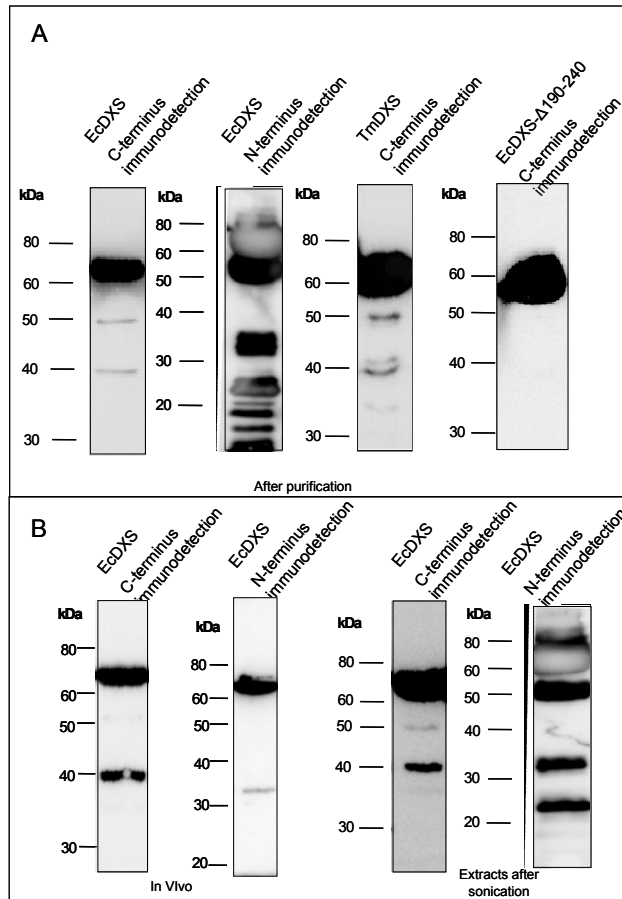 A
EcDXS
C-terminus
immunodetection
EcDXS
N-terminus
immunodetection
TmDXS
C-terminus
immunodetection
EcDXS-Δ190-240
C-terminus
immunodetection
kDa
80
60
50
40
30
kDa
80
60
50
40
30
20
kDa
80
60
50
40
30
kDa
80
60
50
40
30
After purification
B
EcDXS
C-terminus
immunodetection
EcDXS
N-terminus
immunodetection
EcDXS
C-terminus
immunodetection
EcDXS
N-terminus
immunodetection
kDa
80
60
50
40
30
kDa
80
60
50
40
30
20
kDa
80
60
50
40
30
kDa
80
60
50
40
30
20
In VIvo
Extracts after
sonication